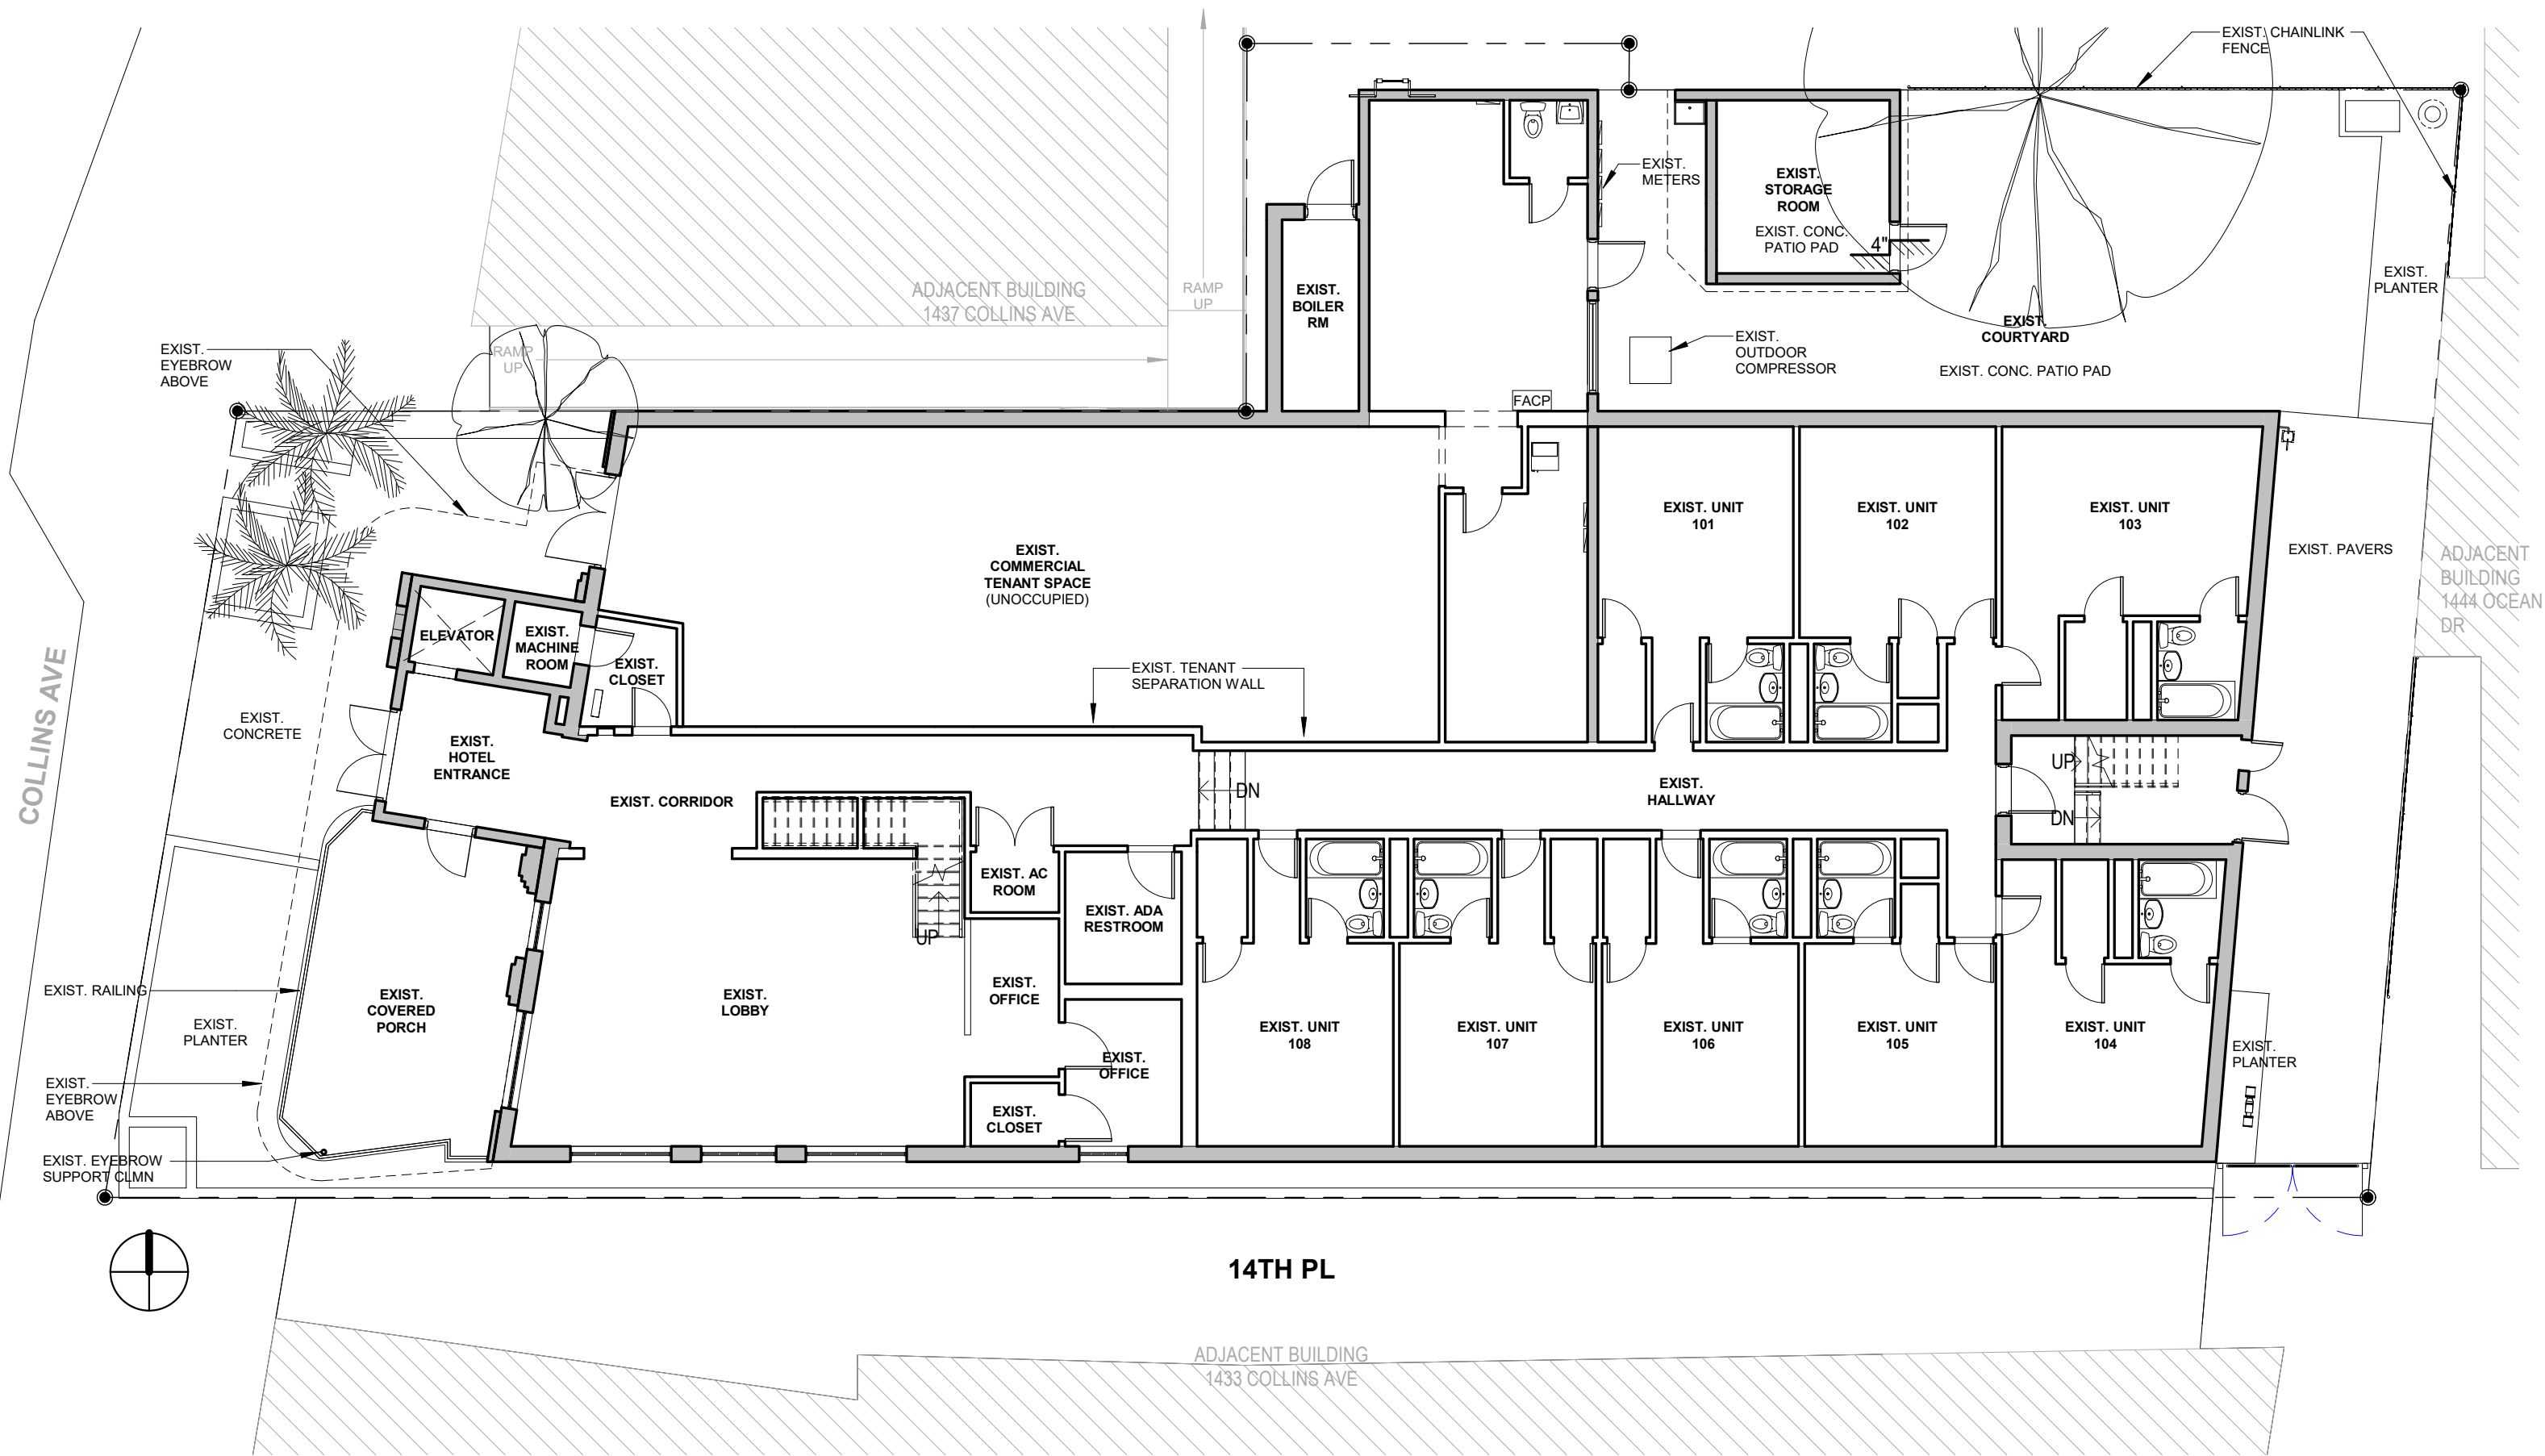 EXIST. CHAINLINK
FENCE
EXIST.
METERS
EXIST.
STORAGE
ROOM
EXIST. CONC.
PATIO PAD
4"
EXIST.
PLANTER
ADJACENT BUILDING
1437 COLLINS AVE
RAMP
UP
EXIST.
BOILER
RM
EXIST.
COURTYARD
EXIST. CONC. PATIO PAD
EXIST.
OUTDOOR
COMPRESSOR
EXIST.
EYEBROW
ABOVE
RAMP
UP
FACP
EXIST. UNIT
101
EXIST. UNIT
102
EXIST. UNIT
103
EXIST. PAVERS
ADJACENT
BUILDING
1444 OCEAN
DR
EXIST.
COMMERCIAL
TENANT SPACE
(UNOCCUPIED)
ELEVATOR
EXIST.
MACHINE
ROOM
EXIST.
CLOSET
EXIST. TENANT
SEPARATION WALL
COLLINS AVE
EXIST.
CONCRETE
EXIST.
HOTEL
ENTRANCE
EXIST. CORRIDOR
DN
EXIST.
HALLWAY
UP
DN
EXIST. AC
ROOM
EXIST. ADA
RESTROOM
UP
EXIST. RAILING
EXIST.
COVERED
PORCH
EXIST.
LOBBY
EXIST.
OFFICE
EXIST.
PLANTER
EXIST. UNIT
108
EXIST. UNIT
107
EXIST. UNIT
106
EXIST. UNIT
105
EXIST. UNIT
104
EXIST.
PLANTER
EXIST.
OFFICE
EXIST.
EYEBROW
ABOVE
EXIST.
CLOSET
EXIST. EYEBROW
SUPPORT CLMN
14TH PL
ADJACENT BUILDING
1433 COLLINS AVE